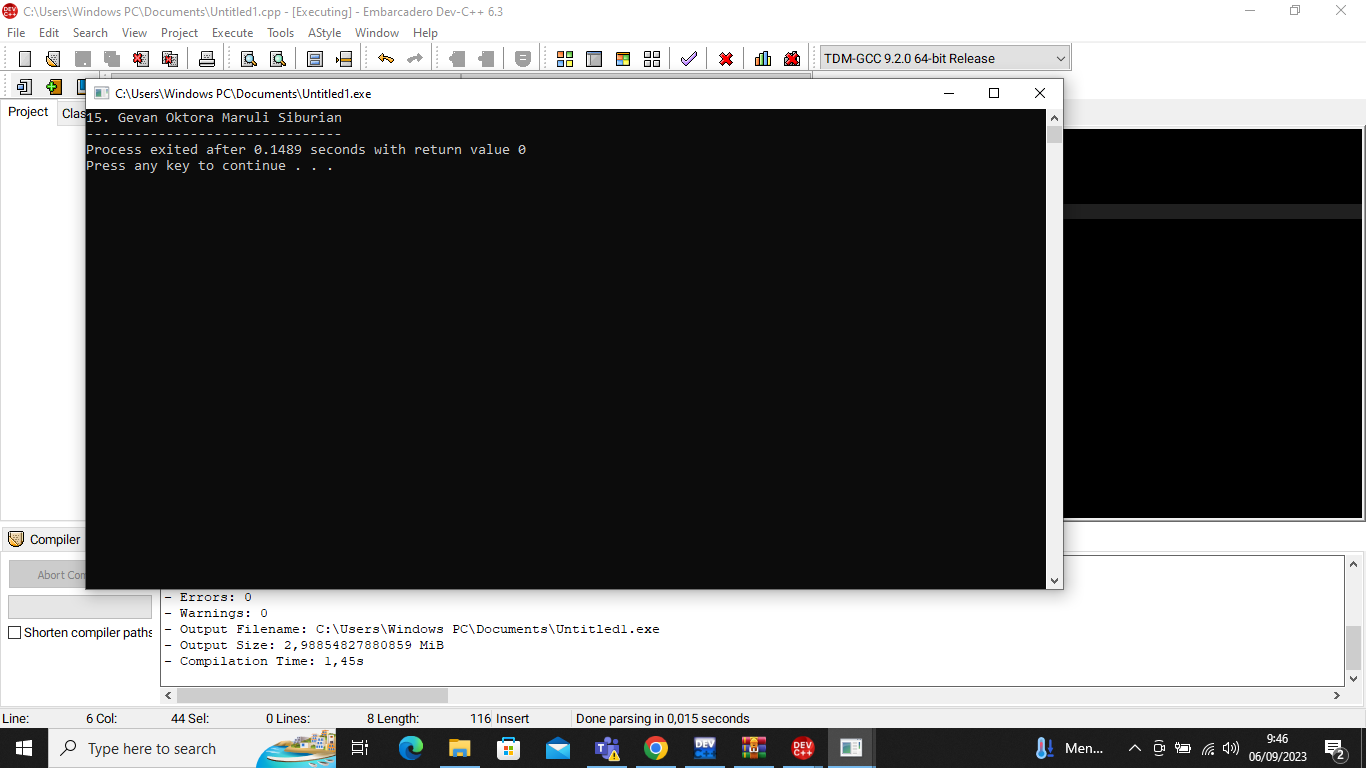 C:\Users\Windows PC\Documents\Untitled1.cpp - [Executing] - Embarcadero Dev-C++ 6.3
File Edit Search View Project Execute Tools AStyle Window Help
TDM-GCC 9.2.0 64-bit Release
C:\Users\Windows PC\Documents\Untitled1.exe
Project Clas
15. Gevan Oktora Maruli Siburian
--------------------------------
Process exited after 0.1489 seconds with return value 0
Press any key to continue . . .
Compiler
Abort Com
- Errors: 0
- Warnings: 0
Shorten compiler paths
- Output Filename: C:\Users\Windows PC\Documents\Untitled1.exe
- Output Size: 2,98854827880859 MiB
- Compilation Time: 1,45s
Line: 6 Col: 44 Sel: 0 Lines: 8 Length: 116 Insert Done parsing in 0,015 seconds
Type here to search
DEV C++
Men...
9:46
06/09/2023
2